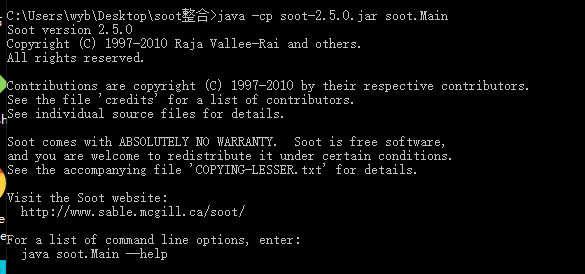 C:\Users\wyb\Desktop\soot整合>java -cp soot-2.5.0.jar soot.Main
Soot version 2.5.0
Copyright (C) 1997-2010 Raja Vallee-Rai and others.
All rights reserved.
Contributions are copyright (C) 1997-2010 by their respective contributors.
See the file 'credits' for a list of contributors.
See individual source files for details.
Soot comes with ABSOLUTELY NO WARRANTY.  Soot is free software,
and you are welcome to redistribute it under certain conditions.
See the accompanying file 'COPYING-LESSER.txt' for details.
Visit the Soot website:
http://www.sable.mcgill.ca/soot/
For a list of command line options, enter:
java soot.Main --help